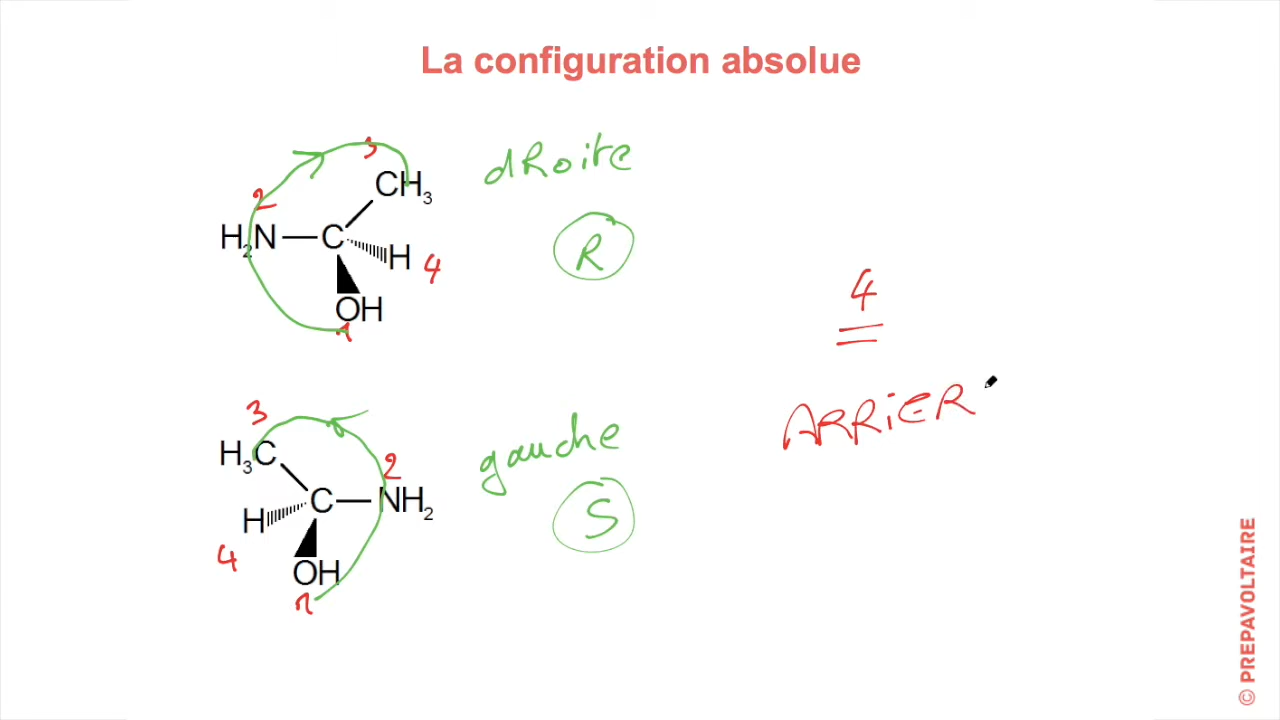 La configuration absolue
3
CH3
dRoite
2
H2N C H 4
R
OH
1
4
ARRIER
3
H3C
gauche
2
H C NH2
S
4
OH
1
© PREPAVOLTAIRE